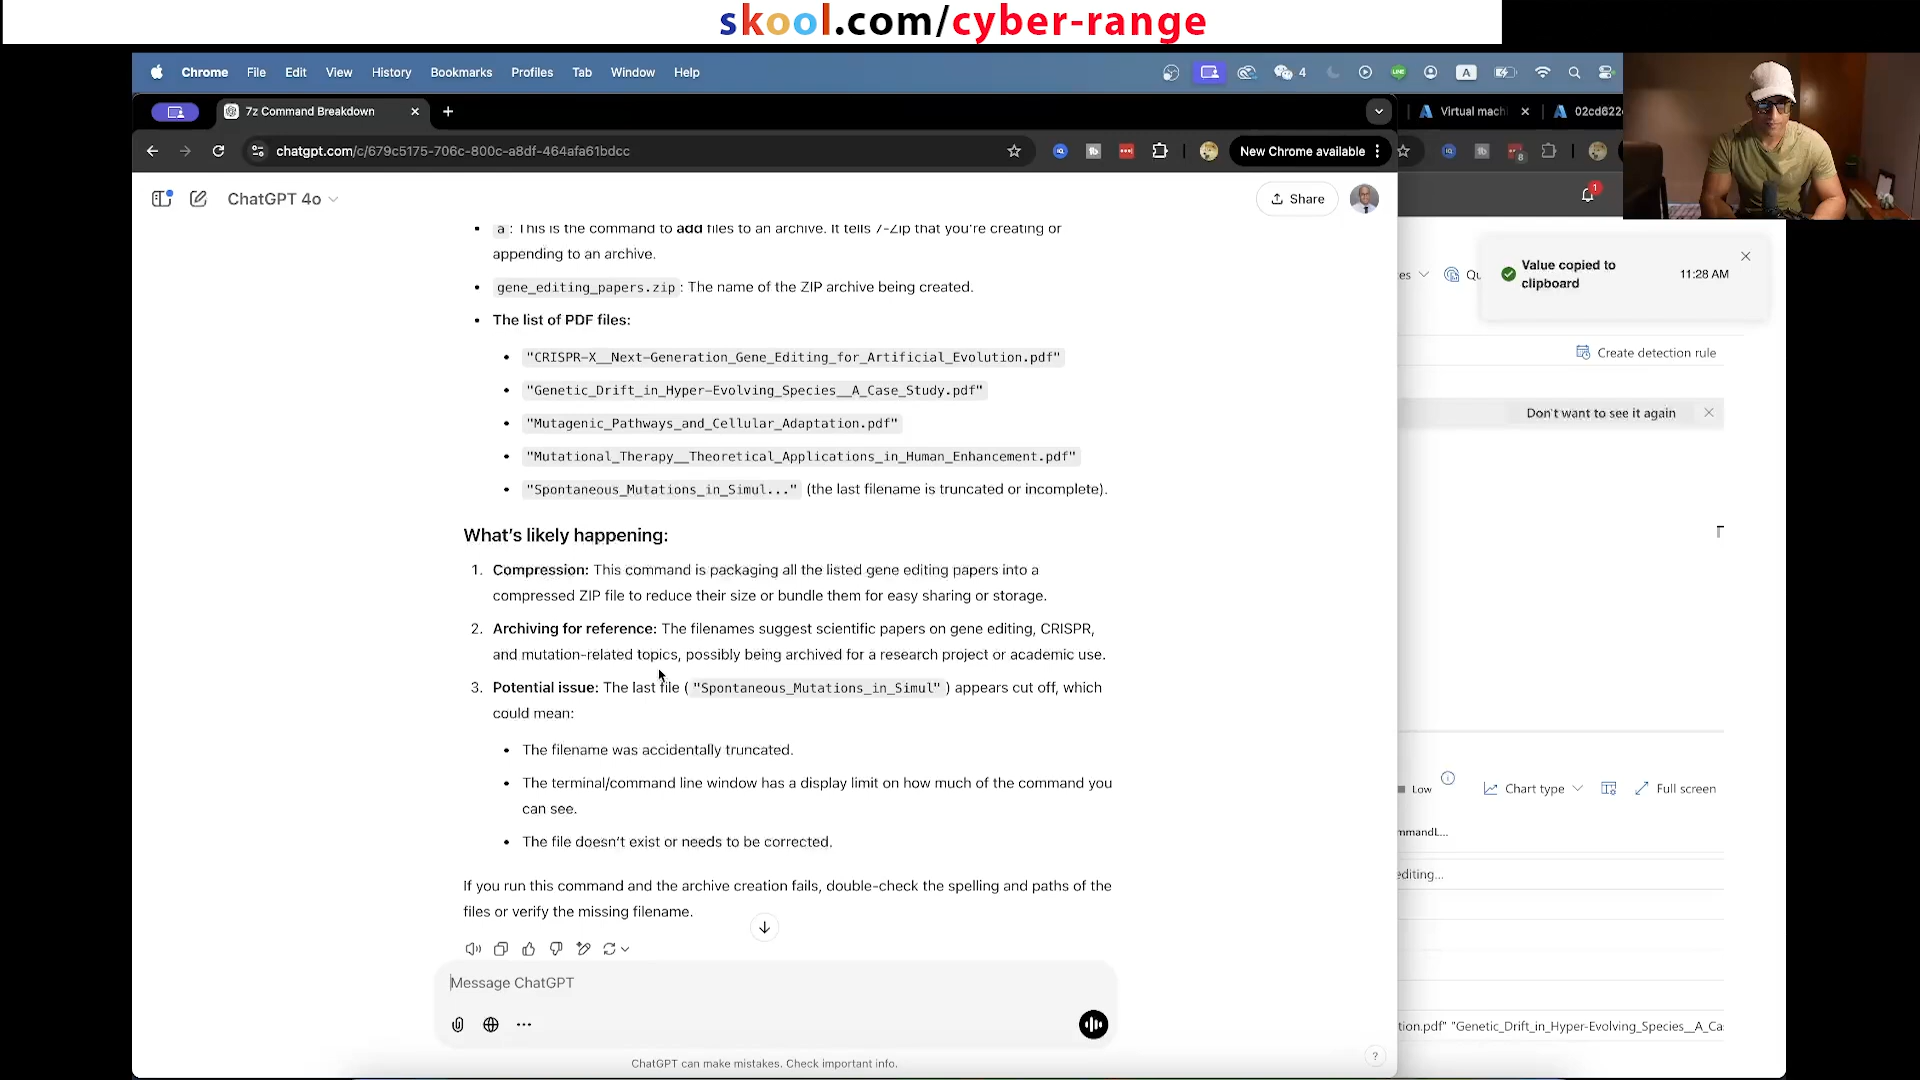 skool.com/cyber-range
Chrome File Edit View History Bookmarks Profiles Tab Window Help
4
A
7z Command Breakdown
Virtual mach
02cd622
chatgpt.com/c/679c5175-706c-800c-a8df-464afa61bdcc
New Chrome available
8
ChatGPT 4o
Share
1
a : This is the command to add files to an archive. It tells 7-Zip that you're creating or
appending to an archive.
gene_editing_papers.zip : The name of the ZIP archive being created.
The list of PDF files:
"CRISPR-X__Next-Generation_Gene_Editing_for_Artificial_Evolution.pdf"
"Genetic_Drift_in_Hyper-Evolving_Species__A_Case_Study.pdf"
"Mutagenic_Pathways_and_Cellular_Adaptation.pdf"
"Mutational_Therapy__Theoretical_Applications_in_Human_Enhancement.pdf"
"Spontaneous_Mutations_in_Simul..." (the last filename is truncated or incomplete).
What's likely happening:
1. Compression: This command is packaging all the listed gene editing papers into a
compressed ZIP file to reduce their size or bundle them for easy sharing or storage.
2. Archiving for reference: The filenames suggest scientific papers on gene editing, CRISPR,
and mutation-related topics, possibly being archived for a research project or academic use.
3. Potential issue: The last file ( "Spontaneous_Mutations_in_Simul" ) appears cut off, which
could mean:
The filename was accidentally truncated.
The terminal/command line window has a display limit on how much of the command you
can see.
The file doesn't exist or needs to be corrected.
If you run this command and the archive creation fails, double-check the spelling and paths of the
files or verify the missing filename.
Message ChatGPT
ChatGPT can make mistakes. Check important info.
?
es
Qu
Value copied to
clipboard
11:28 AM
Create detection rule
Don't want to see it again
Low
Chart type
Full screen
mmandL...
editing...
tion.pdf" "Genetic_Drift_in_Hyper-Evolving_Species__A_Ca